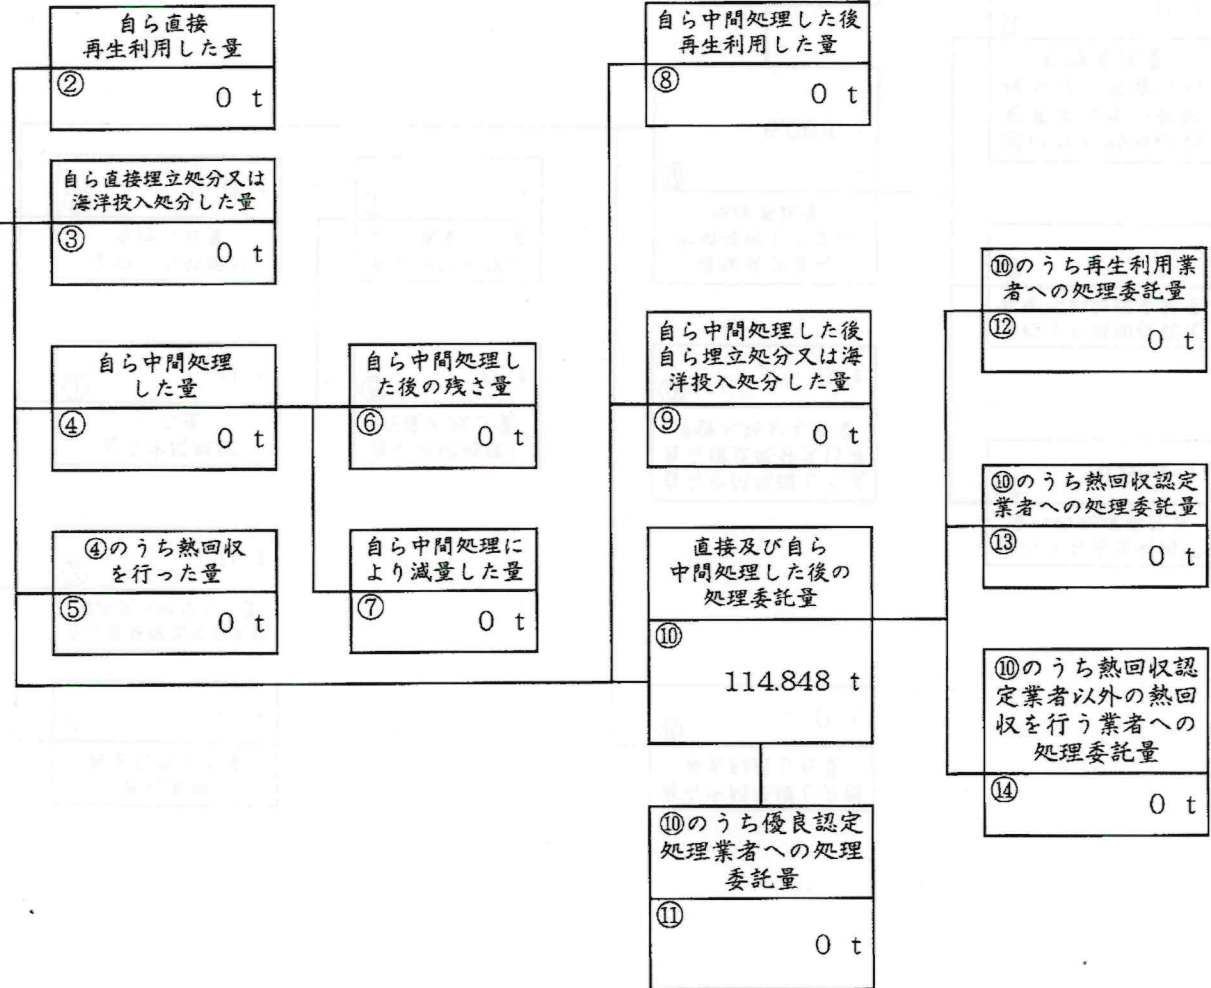 自ら直接
再生利用した量
②
0 t
自ら直接埋立処分又は
海洋投入処分した量
③
0 t
自ら中間処理
した量
④
0 t
④のうち熱回収
を行った量
⑤
0 t
自ら中間処理し
た後の残さ量
⑥
0 t
自ら中間処理に
より減量した量
⑦
0 t
自ら中間処理した後
再生利用した量
⑧
0 t
自ら中間処理した後
自ら埋立処分又は海
洋投入処分した量
⑨
0 t
直接及び自ら
中間処理した後の
処理委託量
⑩
114.848 t
⑩のうち優良認定
処理業者への処理
委託量
⑪
0 t
⑩のうち再生利用業
者への処理委託量
⑫
0 t
⑩のうち熱回収認定
業者への処理委託量
⑬
0 t
⑩のうち熱回収認
定業者以外の熱回
収を行う業者への
処理委託量
⑭
0 t